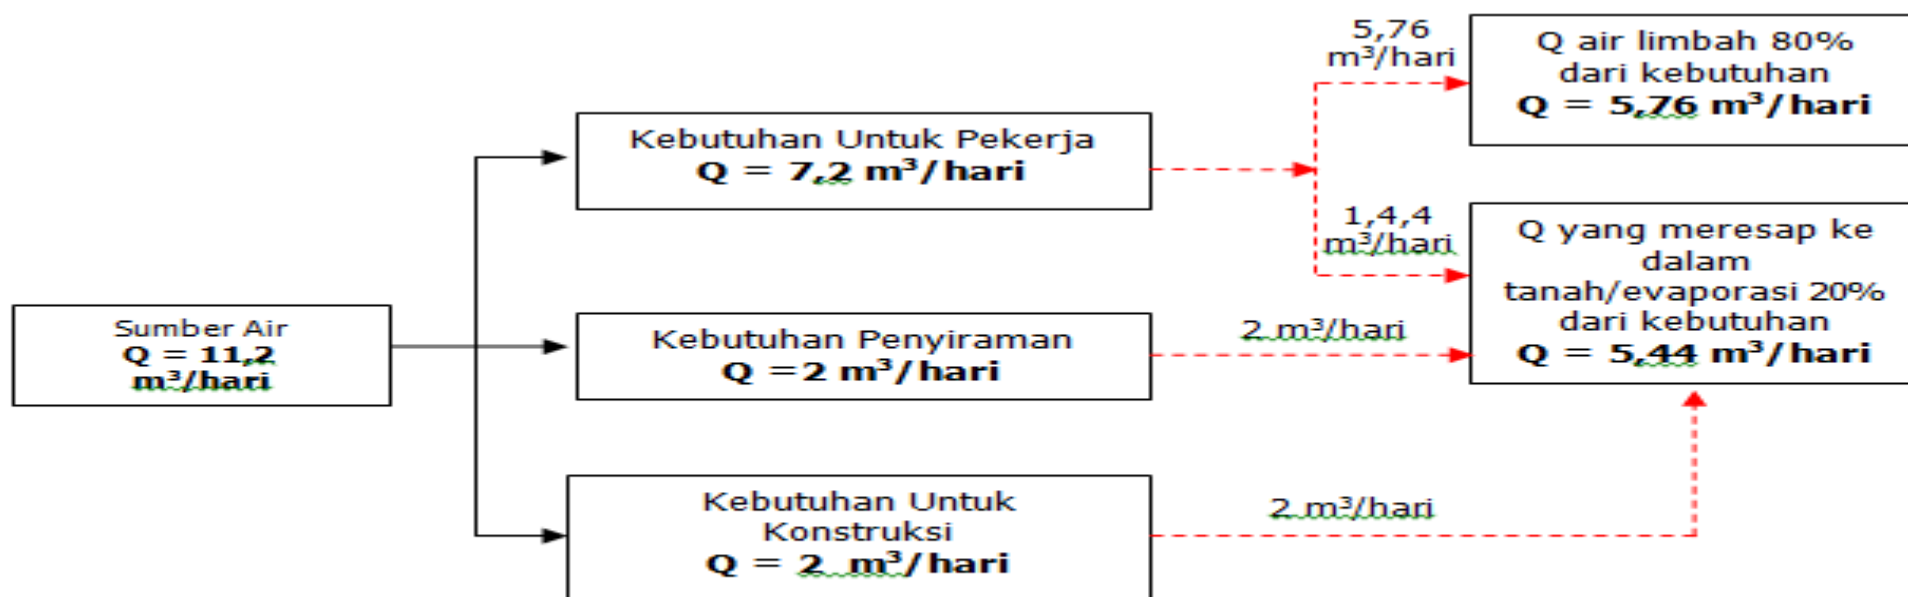 Sumber Air
Q = 11,2
m³/hari
Kebutuhan Untuk Pekerja
Q = 7,2 m³/hari
Kebutuhan Penyiraman
Q =2 m³/hari
Kebutuhan Untuk
Konstruksi
Q = 2 m³/hari
5,76
m³/hari
1,4,4
m³/hari
2 m³/hari
2 m³/hari
Q air limbah 80%
dari kebutuhan
Q = 5,76 m³/hari
Q yang meresap ke
dalam
tanah/evaporasi 20%
dari kebutuhan
Q = 5,44 m³/hari